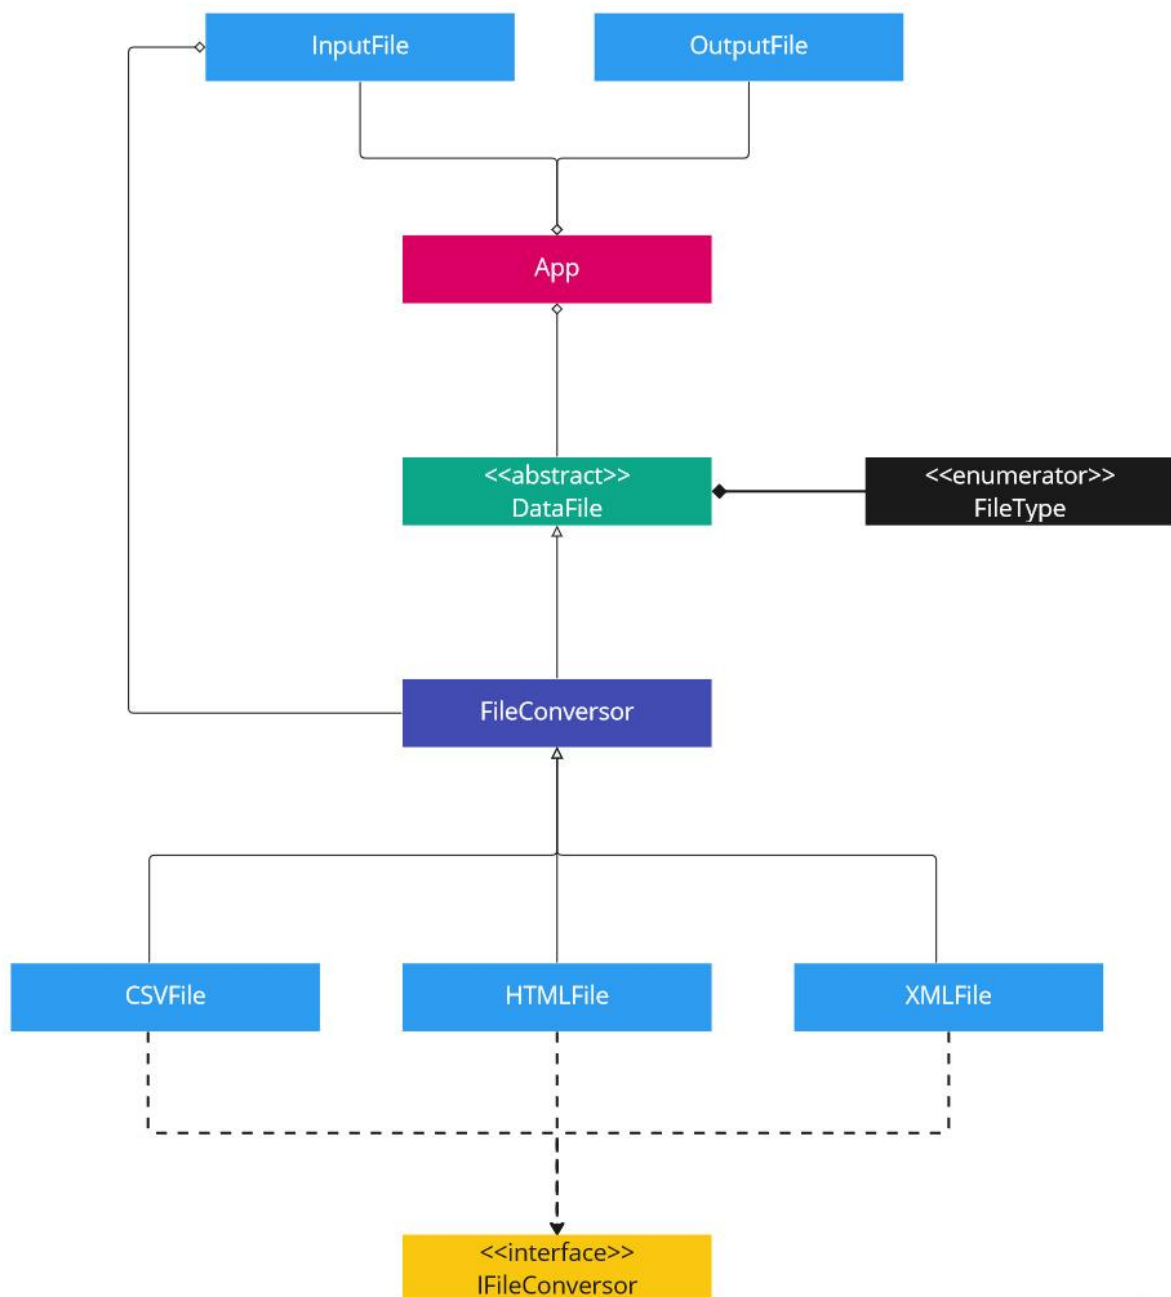 InputFile
OutputFile
App
<<abstract>>
DataFile
<<enumerator>>
FileType
FileConversor
CSVFile
HTMLFile
XMLFile
<<interface>>
IFileConversor